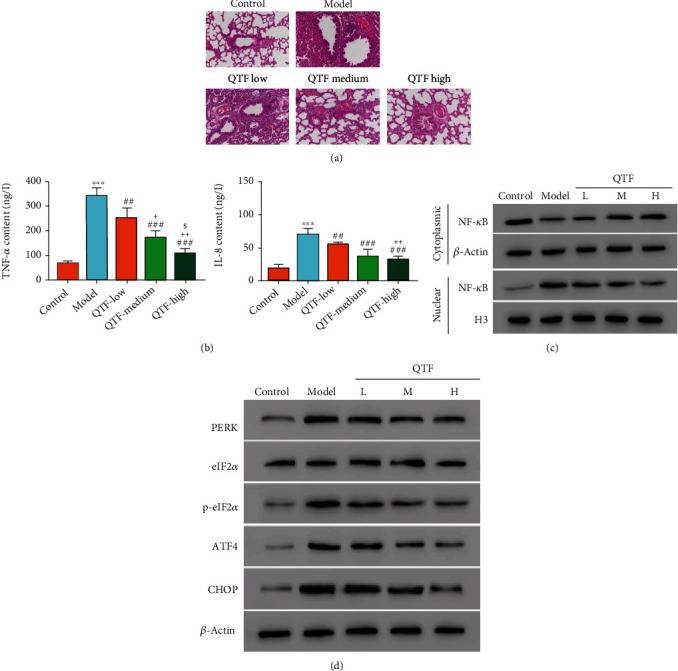 Control Model
QTF low QTF medium QTF high
(a)
TNF-α content (ng/l)
400
300
200
100
0
***
##
+
###
$
++
###
Control
Model
QTF-low
QTF-medium
QTF-high
IL-8 content (ng/l)
150
100
50
0
***
##
###
++
###
Control
Model
QTF-low
QTF-medium
QTF-high
(b)
QTF
Control Model L M H
Cytoplasmic
NF-κB
β-Actin
Nuclear
NF-κB
H3
(c)
QTF
Control Model L M H
PERK
eIF2α
p-eIF2α
ATF4
CHOP
β-Actin
(d)